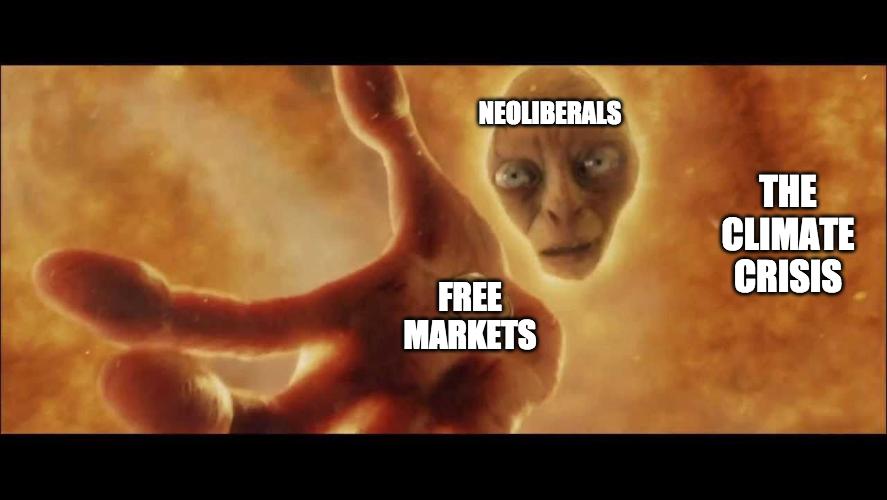 NEOLIBERALS
THE
CLIMATE
CRISIS
FREE
MARKETS